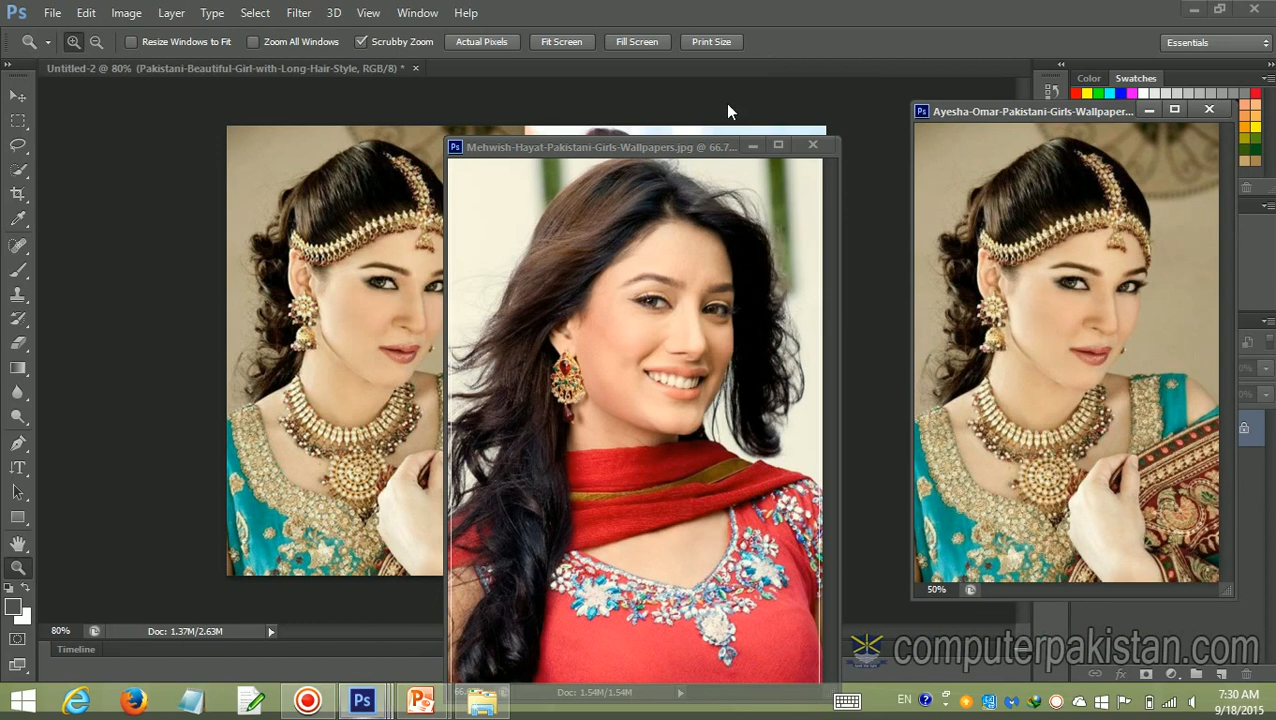 Ps File Edit Image Layer Type Select Filter 3D View Window Help
Resize Windows to Fit Zoom All Windows Scrubby Zoom Actual Pixels Fit Screen Fill Screen Print Size Essentials
Untitled-2 @ 80% (Pakistani-Beautiful-Girl-with-Long-Hair-Style, RGB/8) *
Color Swatches
Ps Ayesha-Omar-Pakistani-Girls-Wallpaper...
Ps Mehwish-Hayat-Pakistani-Girls-Wallpapers.jpg @ 66.7...
50%
80% Doc: 1.37M/2.63M
Timeline
computerpakistan.com
Doc: 1.54M/1.54M
Ps
EN
7:30 AM
9/18/2015